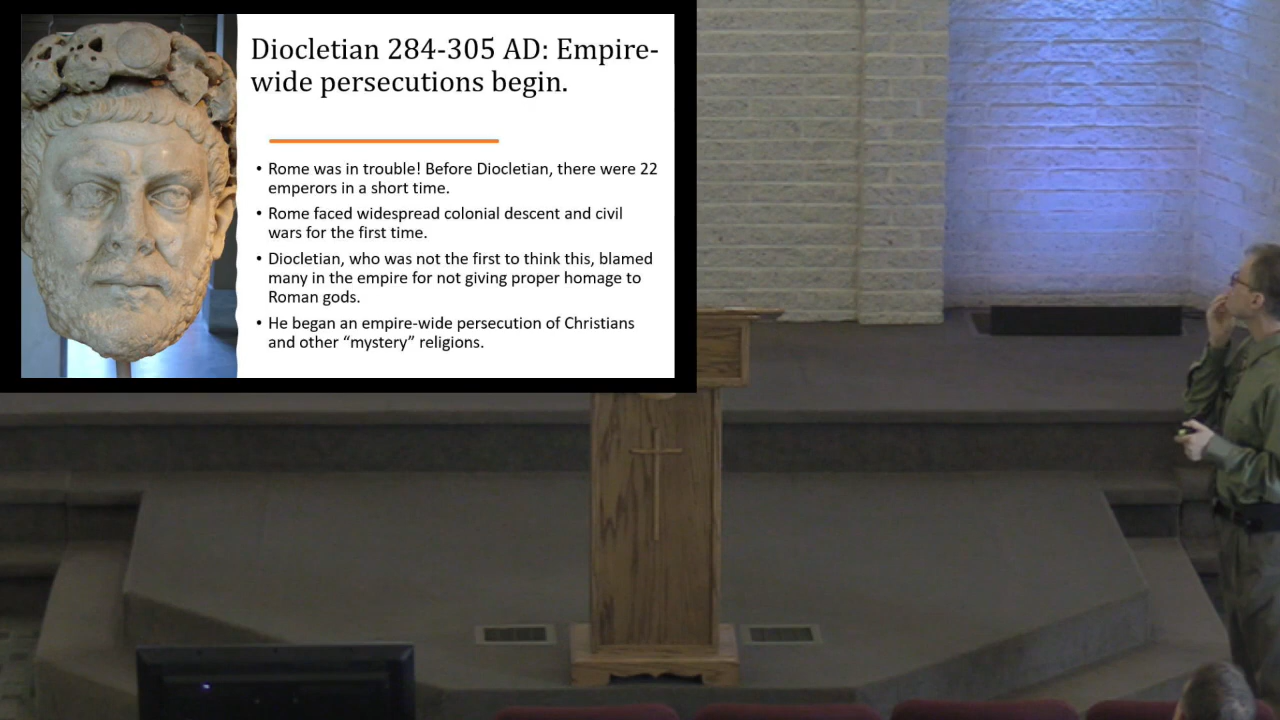 Diocletian 284-305 AD: Empire-
wide persecutions begin.
• Rome was in trouble! Before Diocletian, there were 22
emperors in a short time.
• Rome faced widespread colonial descent and civil
wars for the first time.
• Diocletian, who was not the first to think this, blamed
many in the empire for not giving proper homage to
Roman gods.
• He began an empire-wide persecution of Christians
and other “mystery” religions.